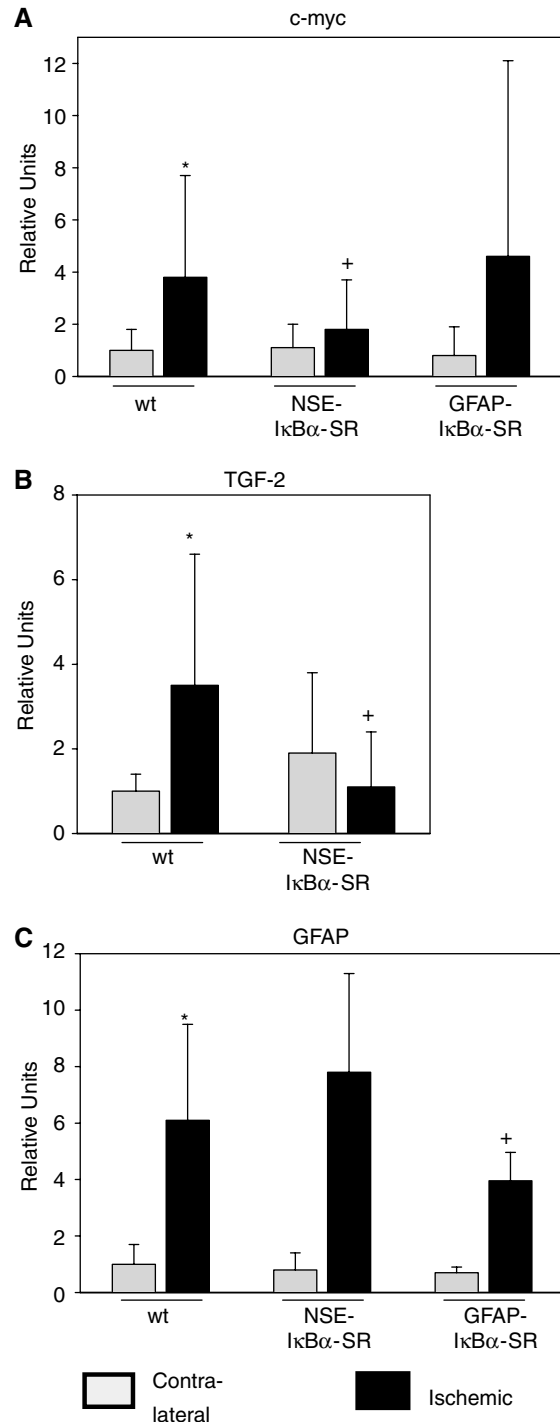 A
c-myc
Relative Units
12
10
8
6
4
2
0
*
+
wt
NSE-
IκBα-SR
GFAP-
IκBα-SR
B
TGF-2
Relative Units
8
6
4
2
0
*
+
wt
NSE-
IκBα-SR
C
GFAP
Relative Units
12
10
8
6
4
2
0
*
+
wt
NSE-
IκBα-SR
GFAP-
IκBα-SR
Contra-
lateral
Ischemic